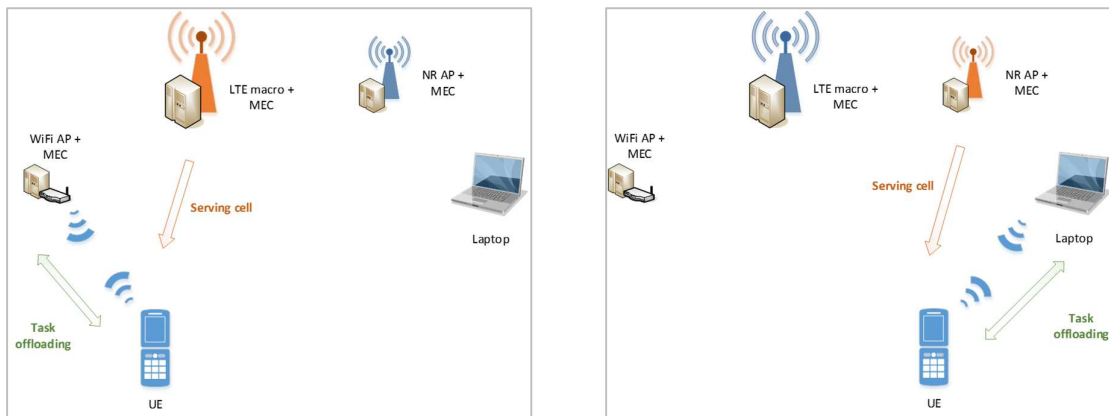 LTE macro +
MEC
NR AP +
MEC
WiFi AP +
MEC
Serving cell
Laptop
Task
offloading
UE
LTE macro +
MEC
NR AP +
MEC
WiFi AP +
MEC
Serving cell
Laptop
Task
offloading
UE